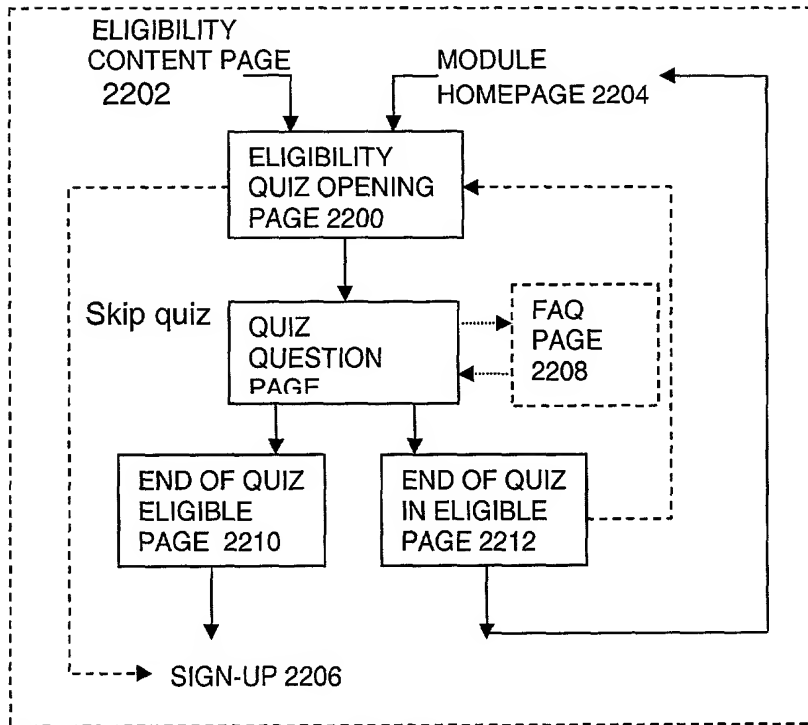 ELIGIBILITY
CONTENT PAGE
2202
MODULE
HOMEPAGE 2204
ELIGIBILITY
QUIZ OPENING
PAGE 2200
Skip quiz
QUIZ
QUESTION
PAGE
FAQ
PAGE
2208
END OF QUIZ
ELIGIBLE
PAGE 2210
END OF QUIZ
IN ELIGIBLE
PAGE 2212
SIGN-UP 2206